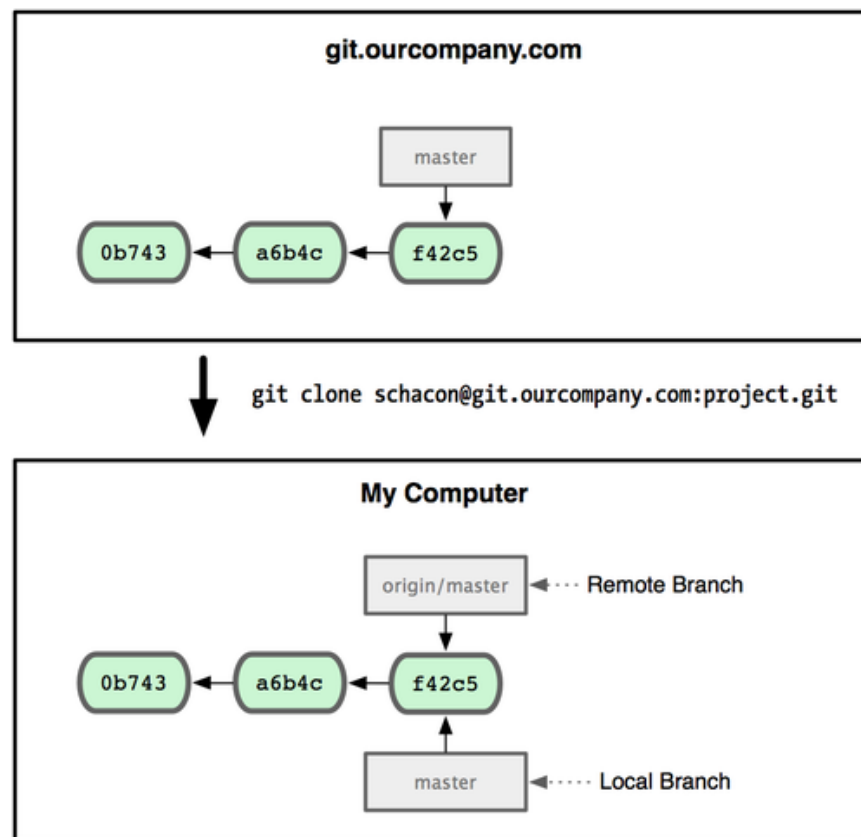 git.ourcompany.com
master
0b743 a6b4c f42c5
git clone schacon@git.ourcompany.com:project.git
My Computer
origin/master Remote Branch
0b743 a6b4c f42c5
master Local Branch